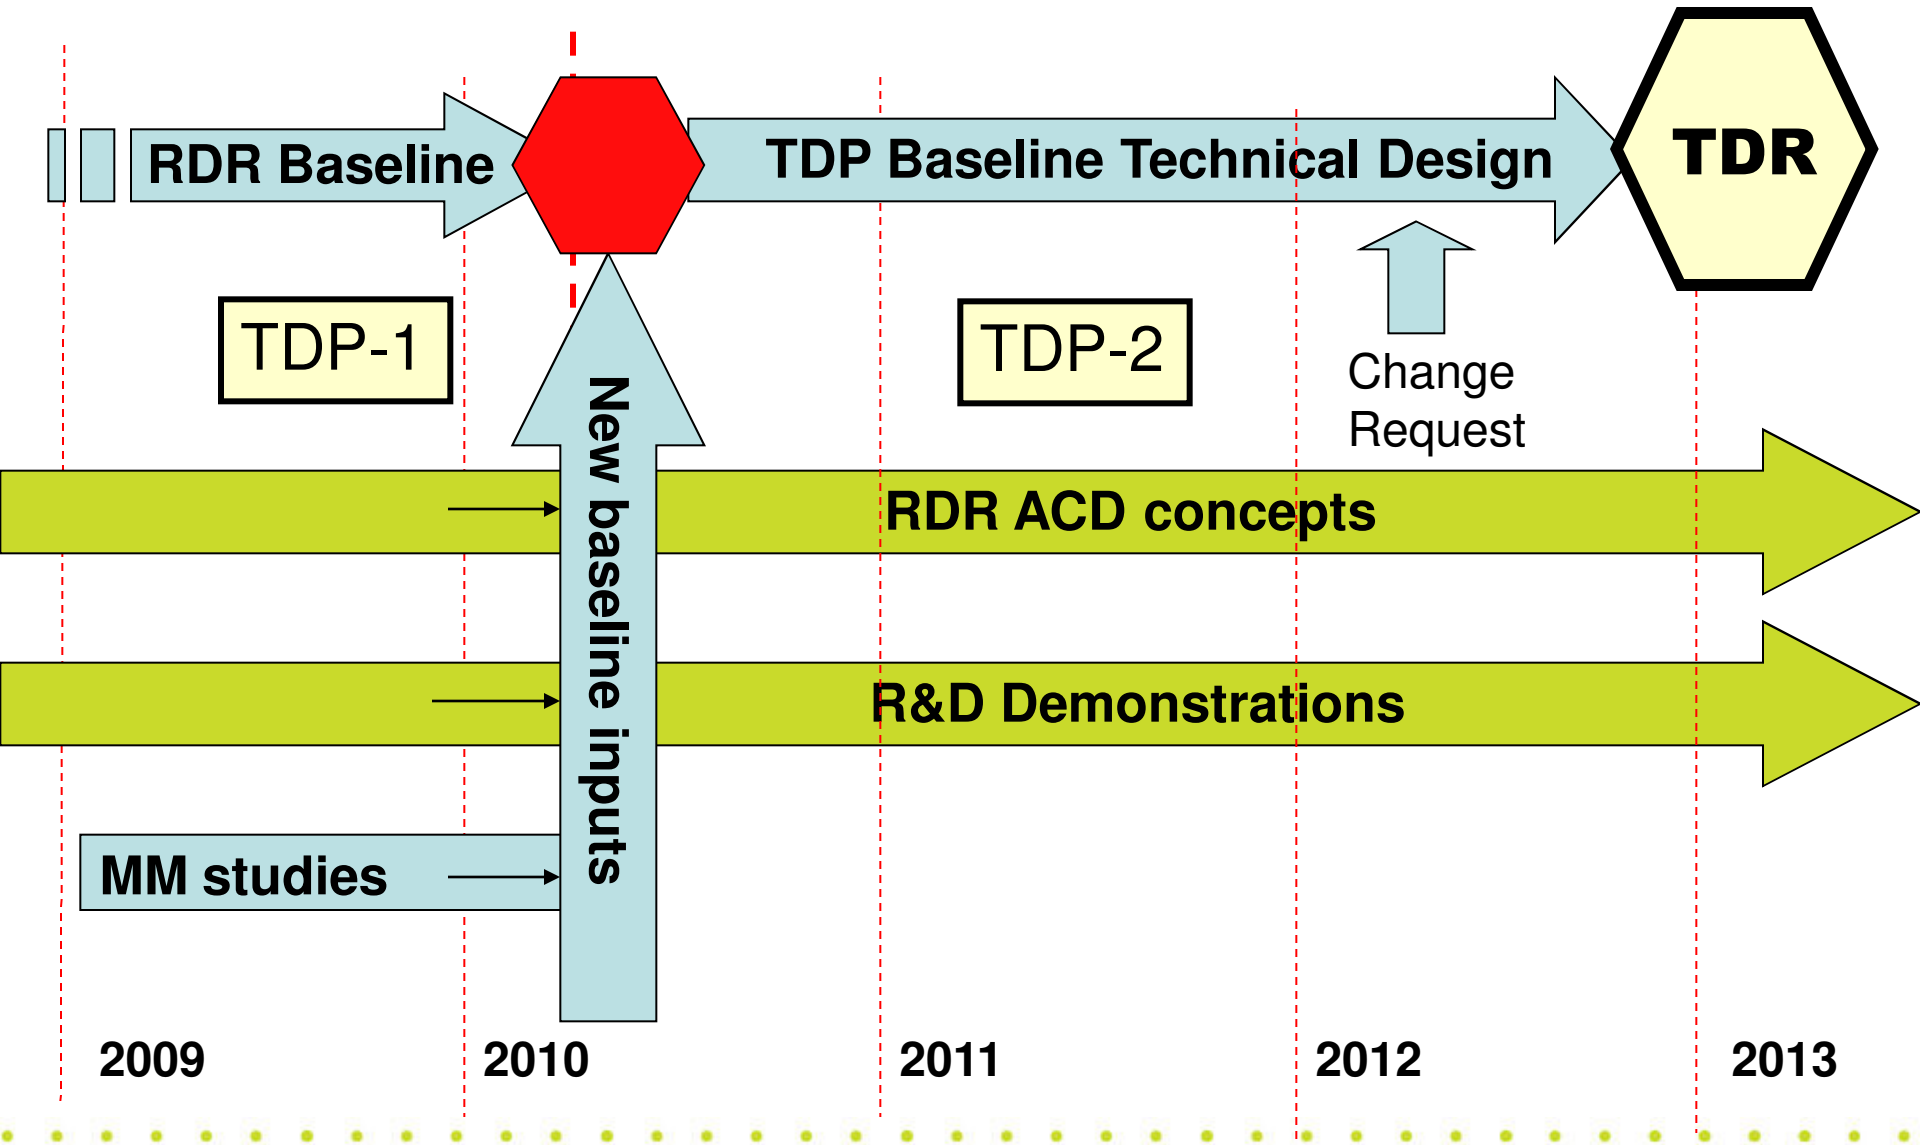 RDR Baseline
TDP Baseline Technical Design
TDR
TDP-1
TDP-2
Change
Request
New baseline inputs
RDR ACD concepts
R&D Demonstrations
MM studies
2009
2010
2011
2012
2013